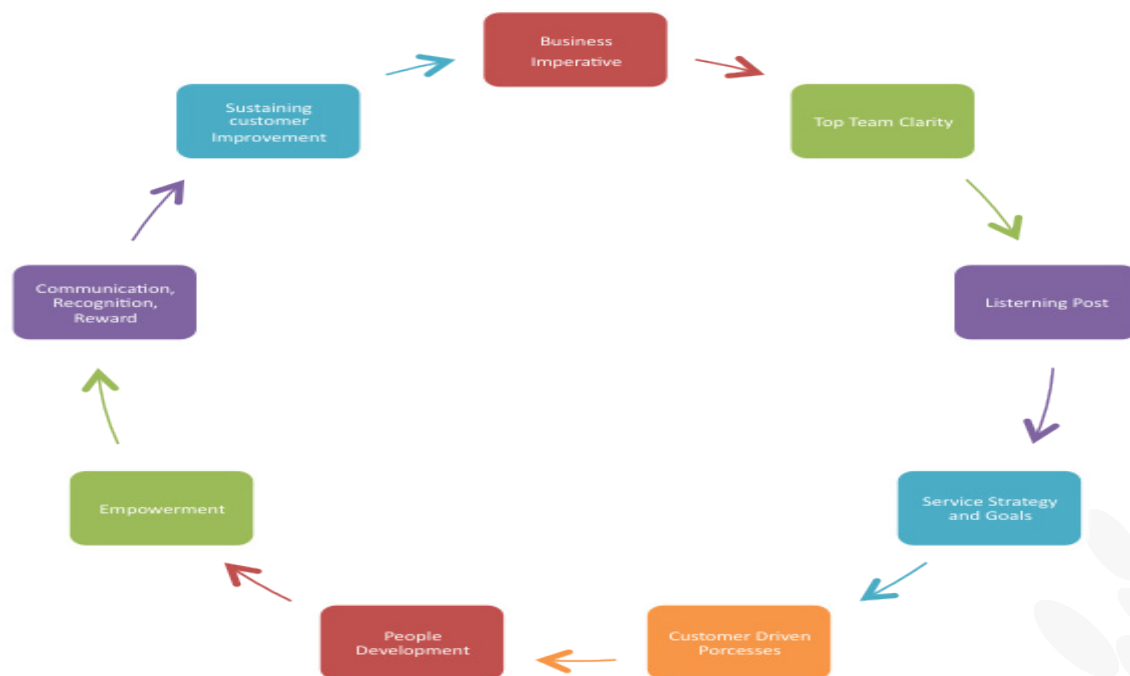 Business
Imperative
Top Team Clarity
Listerning Post
Service Strategy
and Goals
Customer Driven
Porcesses
People
Development
Empowerment
Communication,
Recognition,
Reward
Sustaining
customer
Improvement